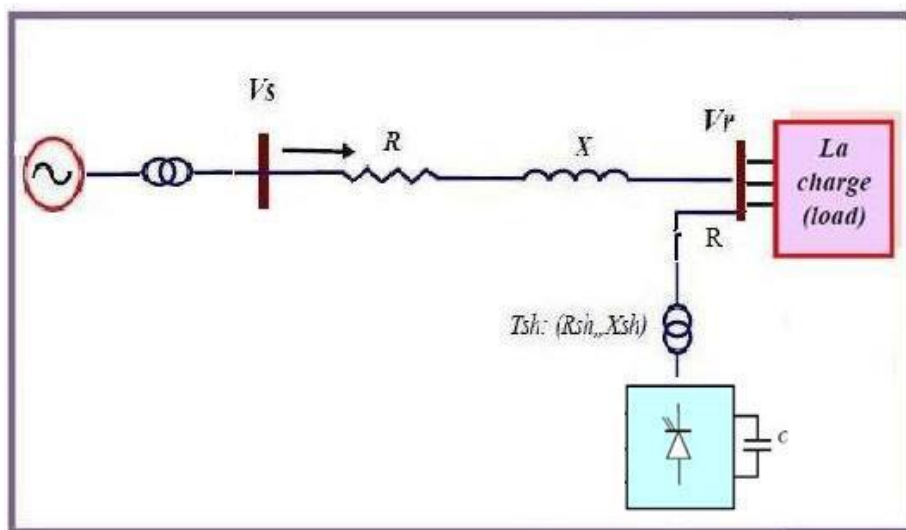 Vs
R
X
Vr
La
charge
(load)
R
Tsh: (Rsh,,Xsh)
C